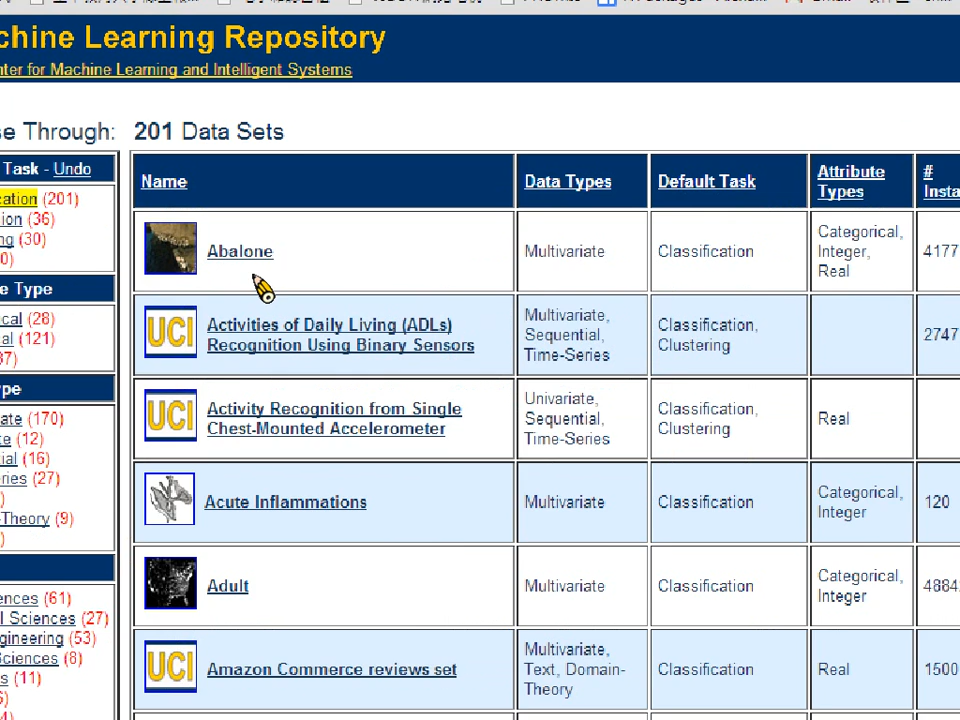 chine Learning Repository
nter for Machine Learning and Intelligent Systems
se Through:
201 Data Sets
Task - Undo
cation (201)
ion (36)
ng (30)
0)
e Type
ical (28)
al (121)
37)
ype
ate (170)
te (12)
ial (16)
ries (27)
)
-Theory (9)
)
ences (61)
l Sciences (27)
gineering (53)
Sciences (8)
s (11)
6)
Name
Data Types
Default Task
Attribute
Types
#
Insta
Abalone
Multivariate
Classification
Categorical,
Integer,
Real
4177
UCI
Activities of Daily Living (ADLs)
Recognition Using Binary Sensors
Multivariate,
Sequential,
Time-Series
Classification,
Clustering
2747
UCI
Activity Recognition from Single
Chest-Mounted Accelerometer
Univariate,
Sequential,
Time-Series
Classification,
Clustering
Real
Acute Inflammations
Multivariate
Classification
Categorical,
Integer
120
Adult
Multivariate
Classification
Categorical,
Integer
4884
UCI
Amazon Commerce reviews set
Multivariate,
Text, Domain-
Theory
Classification
Real
1500